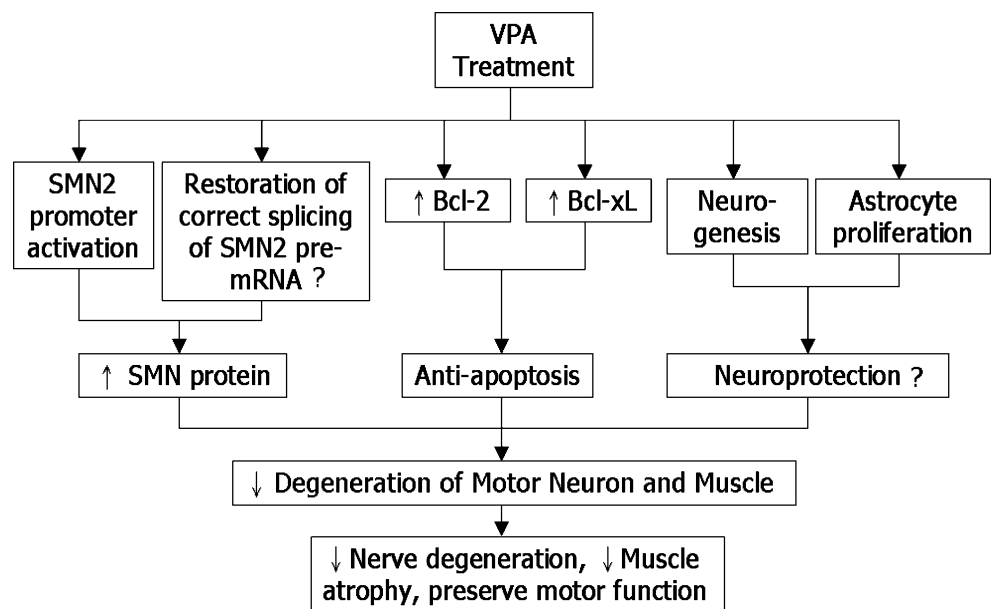 VPA
Treatment
SMN2
promoter
activation
Restoration of
correct splicing
of SMN2 pre-
mRNA ?
↑ Bcl-2
↑ Bcl-xL
Neuro-
genesis
Astrocyte
proliferation
↑ SMN protein
Anti-apoptosis
Neuroprotection ?
↓ Degeneration of Motor Neuron and Muscle
↓ Nerve degeneration, ↓ Muscle
atrophy, preserve motor function